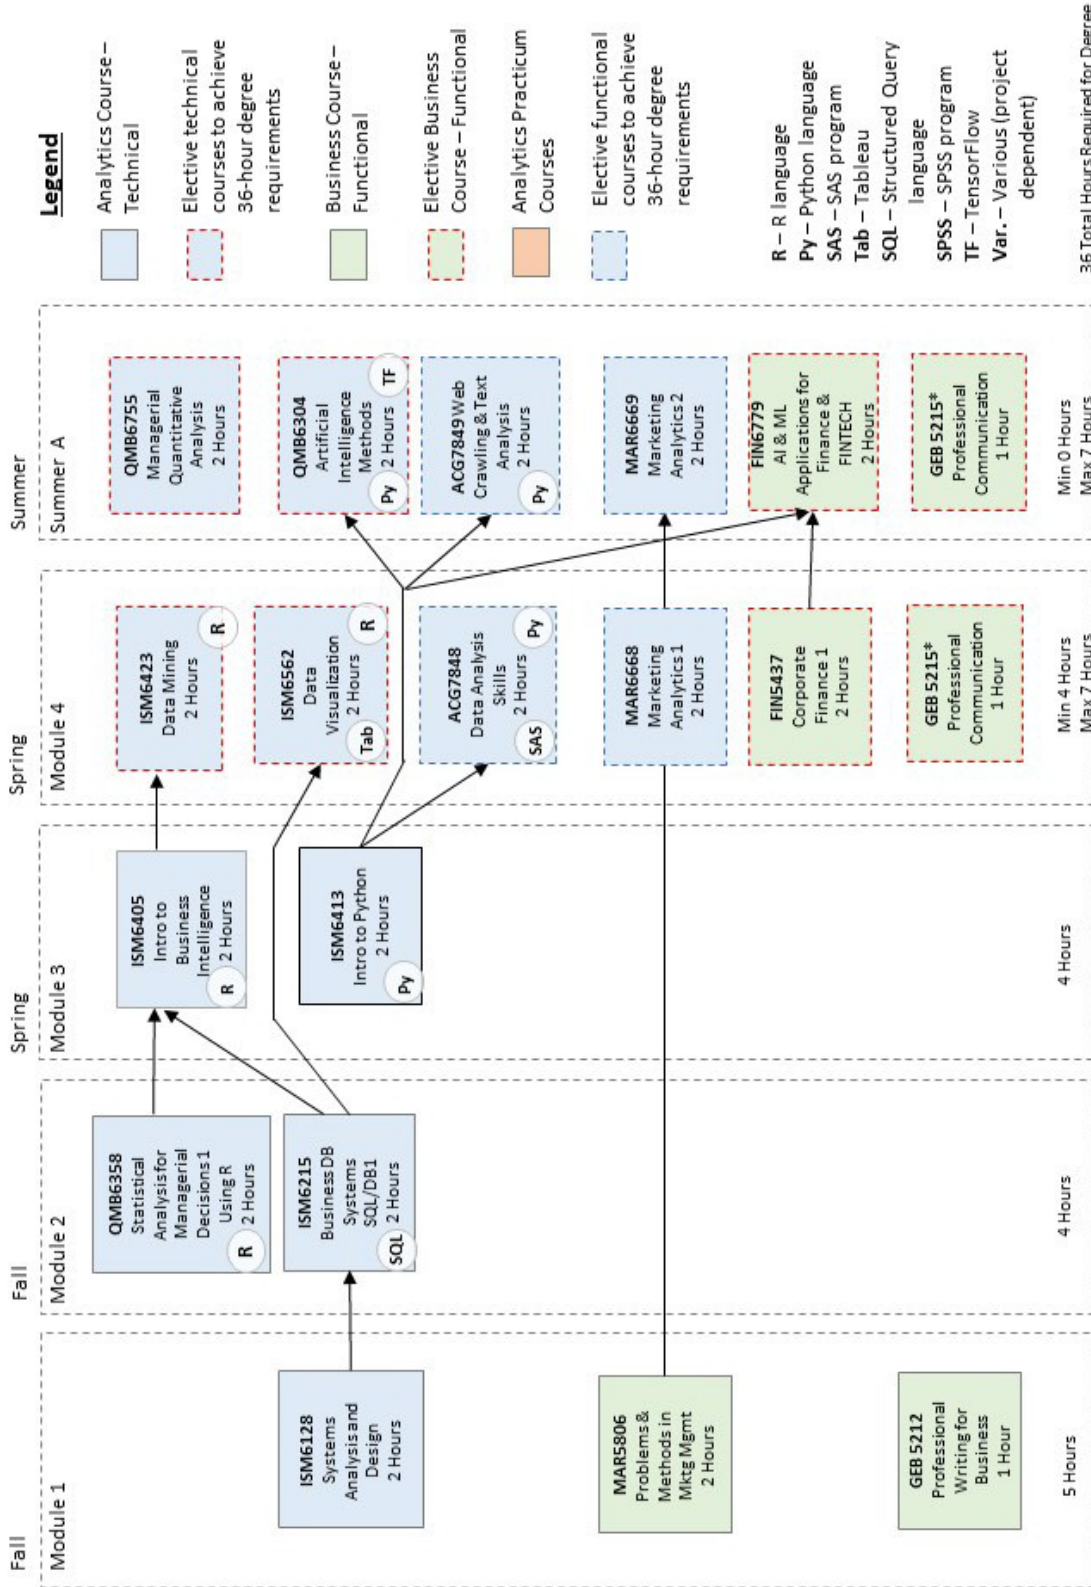 Fall
Module 1
ISM6128
Systems
Analysis and
Design
2 Hours
MAR5806
Problems &
Methods in
Mktg Mgmt
2 Hours
GEB 5212
Professional
Writing for
Business
1 Hour
5 Hours
Fall
Module 2
QMB6358
Statistical
Analysis for
Managerial
Decisions 1
Using R
2 Hours
R
ISM6215
Business DB
Systems
SQL/DB1
2 Hours
SQL
4 Hours
Spring
Module 3
ISM6405
Intro to
Business
Intelligence
2 Hours
R
ISM6413
Intro to Python
2 Hours
Py
4 Hours
Spring
Module 4
ISM6423
Data Mining
2 Hours
R
ISM6562
Data
Visualization
2 Hours
Tab
R
ACG7848
Data Analysis
Skills
2 Hours
SAS
Py
MAR6668
Marketing
Analytics 1
2 Hours
FIN5437
Corporate
Finance 1
2 Hours
GEB 5215*
Professional
Communication
1 Hour
Min 4 Hours
Max 7 Hours
Summer
Summer A
QMB6755
Managerial
Quantitative
Analysis
2 Hours
QMB6304
Artificial
Intelligence
Methods
2 Hours
Py
TF
ACG7849 Web
Crawling & Text
Analysis
2 Hours
Py
MAR6669
Marketing
Analytics 2
2 Hours
FIN6779
AI & ML
Applications for
Finance &
FINTECH
2 Hours
GEB 5215*
Professional
Communication
1 Hour
Min 0 Hours
Max 7 Hours
Legend
Analytics Course –
Technical
Elective technical
courses to achieve
36-hour degree
requirements
Business Course –
Functional
Elective Business
Course – Functional
Analytics Practicum
Courses
Elective functional
courses to achieve
36-hour degree
requirements
R – R language
Py – Python language
SAS – SAS program
Tab – Tableau
SQL – Structured Query
language
SPSS – SPSS program
TF – TensorFlow
Var. – Various (project
dependent)
36 Total Hours Required for Degree